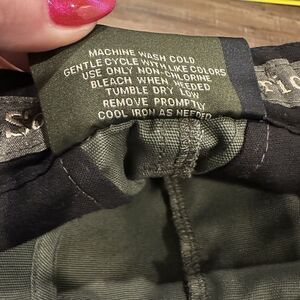 MACHINE WASH COLD
GENTLE CYCLE WITH LIKE COLORS
USE ONLY NON-CHLORINE
BLEACH WHEN NEEDED
TUMBLE DRY LOW
REMOVE PROMPTLY
COOL IRON AS NEEDED